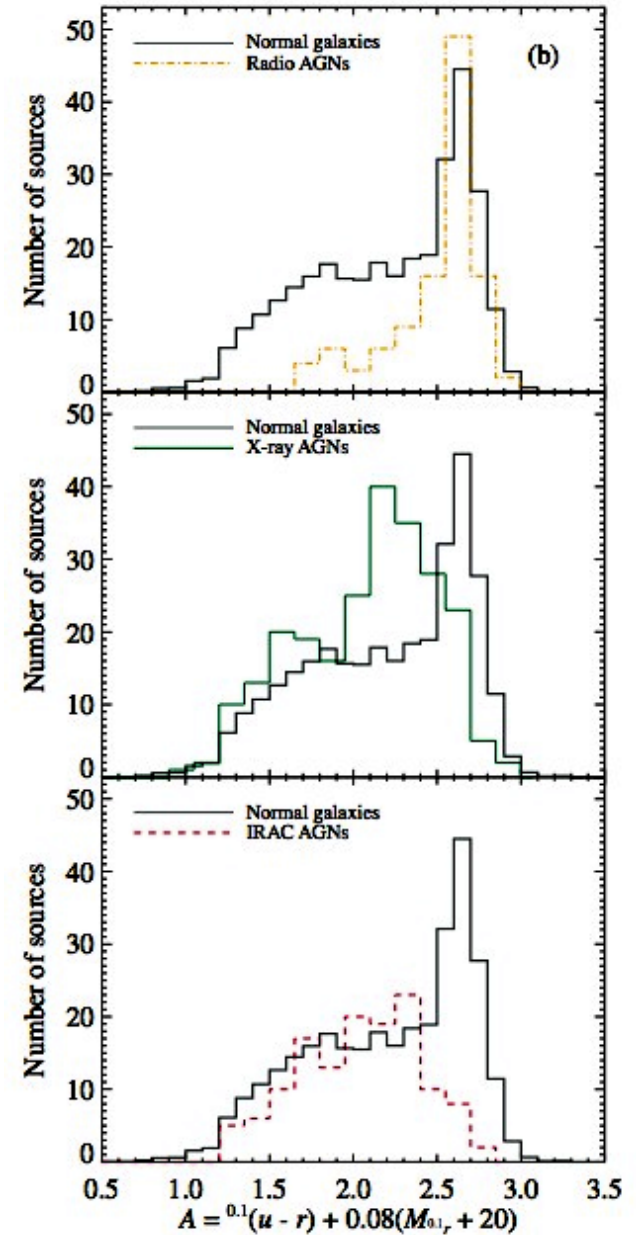 50
40
30
20
10
0
Number of sources
Normal galaxies
Radio AGNs
(b)
50
40
30
20
10
0
Number of sources
Normal galaxies
X-ray AGNs
50
40
30
20
10
0
Number of sources
Normal galaxies
IRAC AGNs
0.5 1.0 1.5 2.0 2.5 3.0 3.5
A = ⁰·¹(u - r) + 0.08(M₀.₁ᵣ + 20)